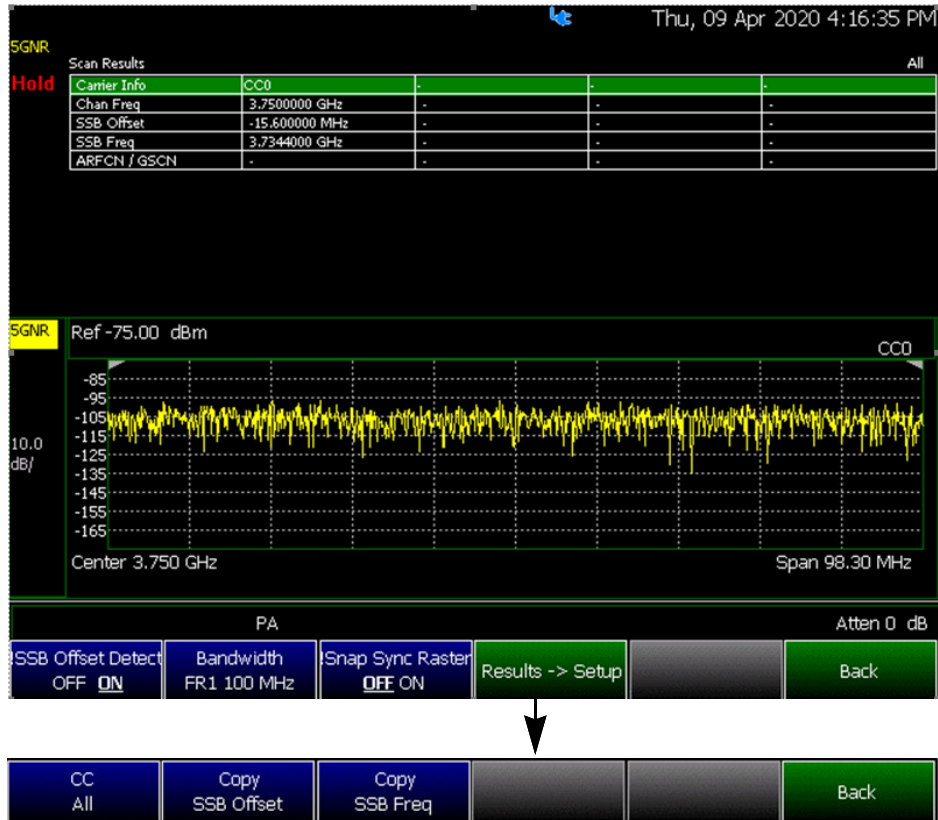 Thu, 09 Apr 2020 4:16:35 PM
5GNR
Scan Results All
Hold
Carrier Info CC0 - - -
Chan Freq 3.7500000 GHz - - -
SSB Offset -15.600000 MHz - - -
SSB Freq 3.7344000 GHz - - -
ARFCN / GSCN - - - -
5GNR
Ref -75.00 dBm
CC0
-85
-95
-105
-115
-125
-135
-145
-155
-165
10.0
dB/
Center 3.750 GHz Span 98.30 MHz
PA Atten 0 dB
!SSB Offset Detect
OFF ON
Bandwidth
FR1 100 MHz
!Snap Sync Raster
OFF ON
Results -> Setup
Back
CC
All
Copy
SSB Offset
Copy
SSB Freq
Back